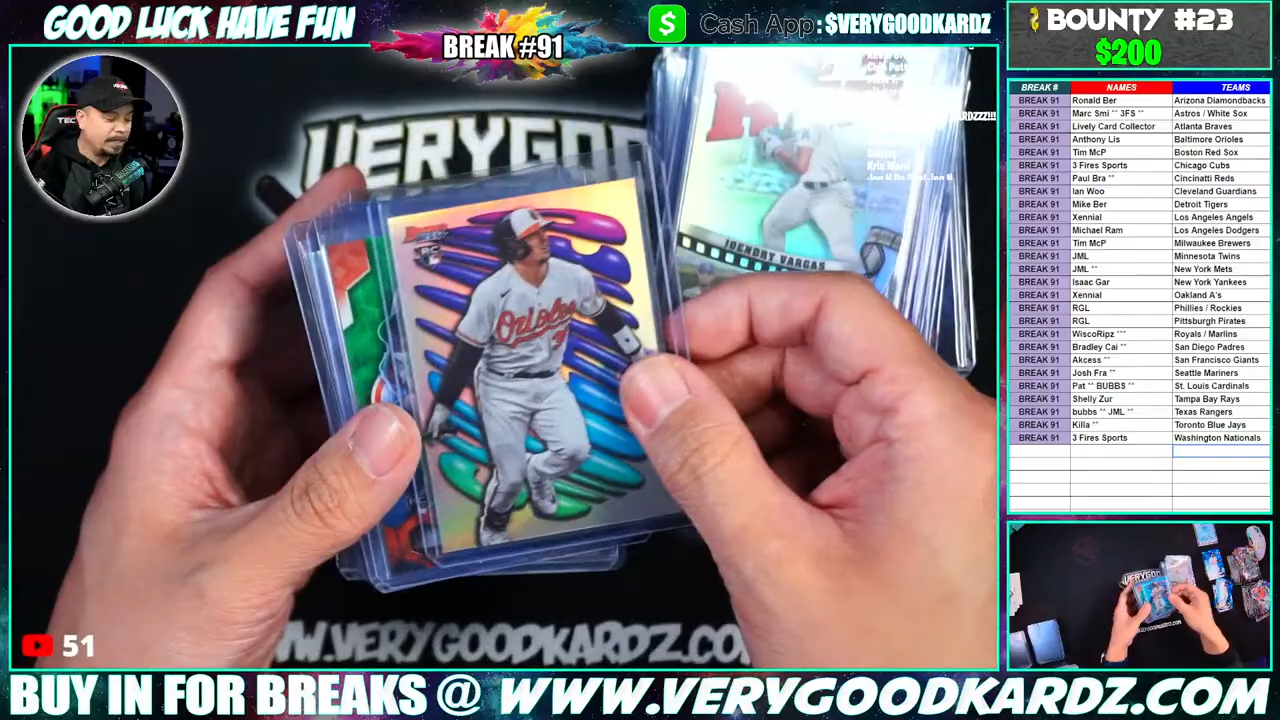 GOOD LUCK HAVE FUN
BREAK #91
$ Cash App : $VERYGOODKARDZ
BOUNTY #23
$200
BREAK # NAMES TEAMS
BREAK 91 Ronald Ber Arizona Diamondbacks
BREAK 91 Marc Smi ** 3FS ** Astros / White Sox
BREAK 91 Lively Card Collector Atlanta Braves
BREAK 91 Anthony Lis Baltimore Orioles
BREAK 91 Tim McP Boston Red Sox
BREAK 91 3 Fires Sports Chicago Cubs
BREAK 91 Paul Bra ** Cincinatti Reds
BREAK 91 Ian Woo Cleveland Guardians
BREAK 91 Mike Ber Detroit Tigers
BREAK 91 Xennial Los Angeles Angels
BREAK 91 Michael Ram Los Angeles Dodgers
BREAK 91 Tim McP Milwaukee Brewers
BREAK 91 JML Minnesota Twins
BREAK 91 JML ** New York Mets
BREAK 91 Isaac Gar New York Yankees
BREAK 91 Xennial Oakland A's
BREAK 91 RGL Phillies / Rockies
BREAK 91 RGL Pittsburgh Pirates
BREAK 91 WiscoRipz *** Royals / Marlins
BREAK 91 Bradley Cai ** San Diego Padres
BREAK 91 Akcess ** San Francisco Giants
BREAK 91 Josh Fra ** Seattle Mariners
BREAK 91 Pat ** BUBBS ** St. Louis Cardinals
BREAK 91 Shelly Zur Tampa Bay Rays
BREAK 91 bubbs ** JML ** Texas Rangers
BREAK 91 Killa ** Toronto Blue Jays
BREAK 91 3 Fires Sports Washington Nationals
VERYGOOD
RDZZZ!!!
Kris Ward
JOENDRY VARGAS
RC
Orioles
WWW.VERYGOODKARDZ.CO
51
BUY IN FOR BREAKS @ WWW.VERYGOODKARDZ.COM